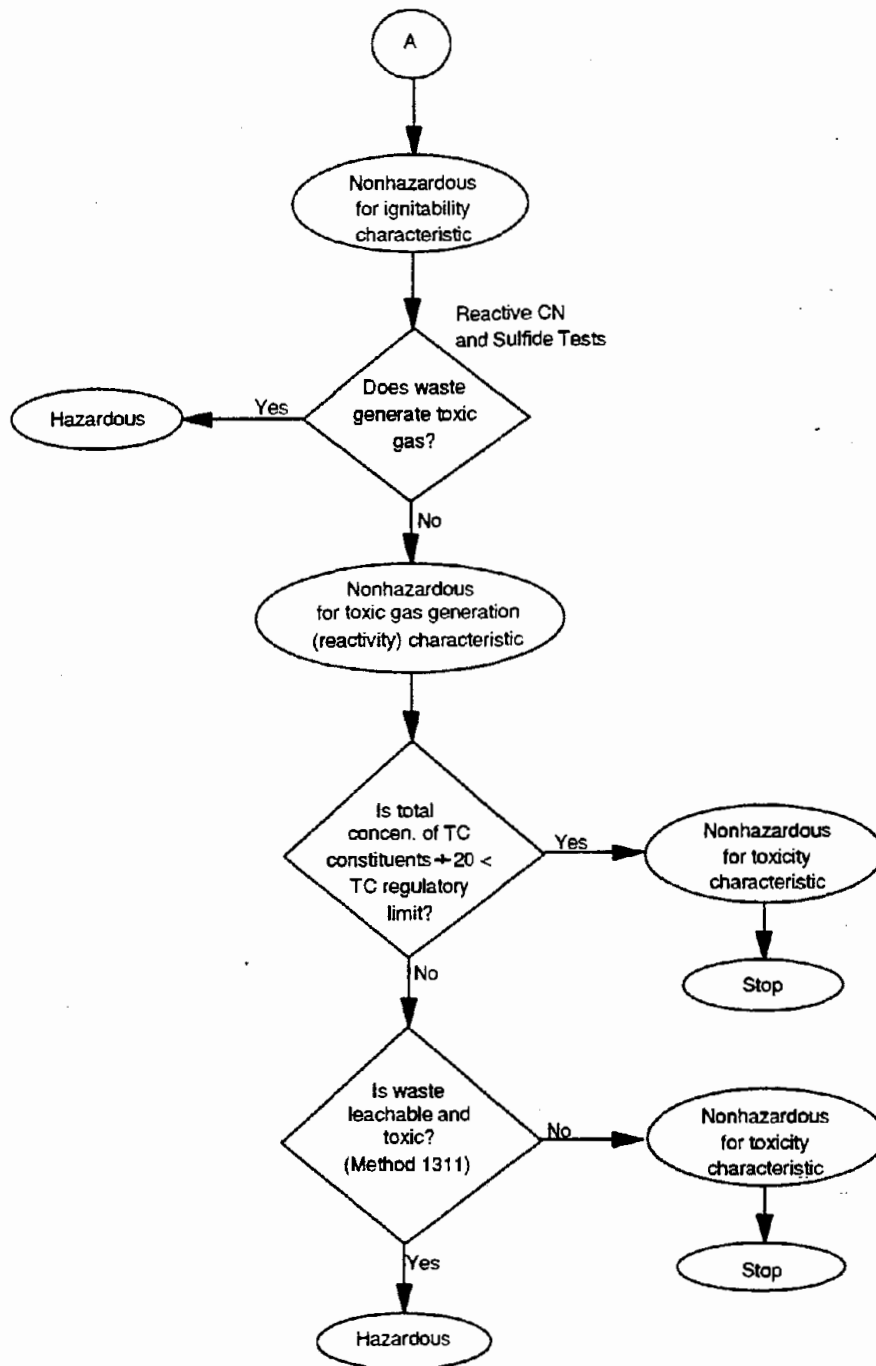 A
Nonhazardous
for ignitability
characteristic
Reactive CN
and Sulfide Tests
Does waste
generate toxic
gas?
Yes
Hazardous
No
Nonhazardous
for toxic gas generation
(reactivity) characteristic
Is total
concen. of TC
constituents ÷ 20 <
TC regulatory
limit?
Yes
Nonhazardous
for toxicity
characteristic
Stop
No
Is waste
leachable and
toxic?
(Method 1311)
No
Nonhazardous
for toxicity
characteristic
Stop
Yes
Hazardous